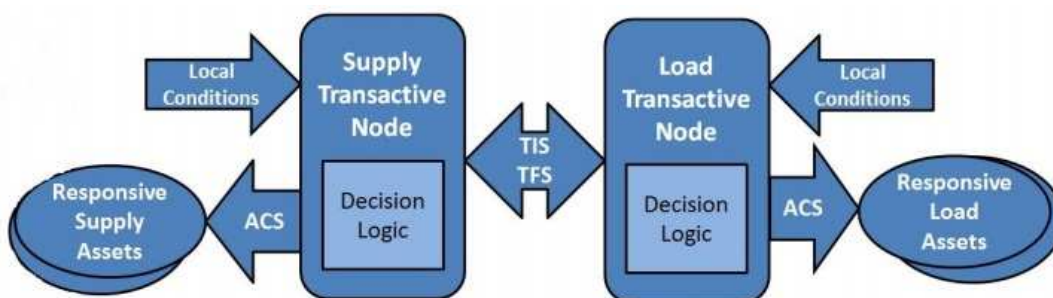 Local
Conditions
Supply
Transactive
Node
Load
Transactive
Node
Local
Conditions
TIS
TFS
Responsive
Supply
Assets
ACS
Decision
Logic
Decision
Logic
ACS
Responsive
Load
Assets